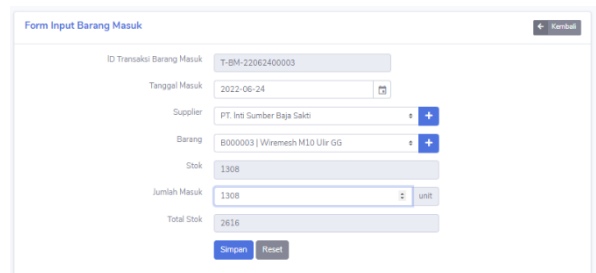 Form Input Barang Masuk
Kembali
ID Transaksi Barang Masuk T-BM-22062400003
Tanggal Masuk 2022-06-24
Supplier PT. Inti Sumber Baja Sakti
Barang B000003 | Wiremesh M10 Ulir GG
Stok 1308
Jumlah Masuk 1308 unit
Total Stok 2616
Simpan Reset